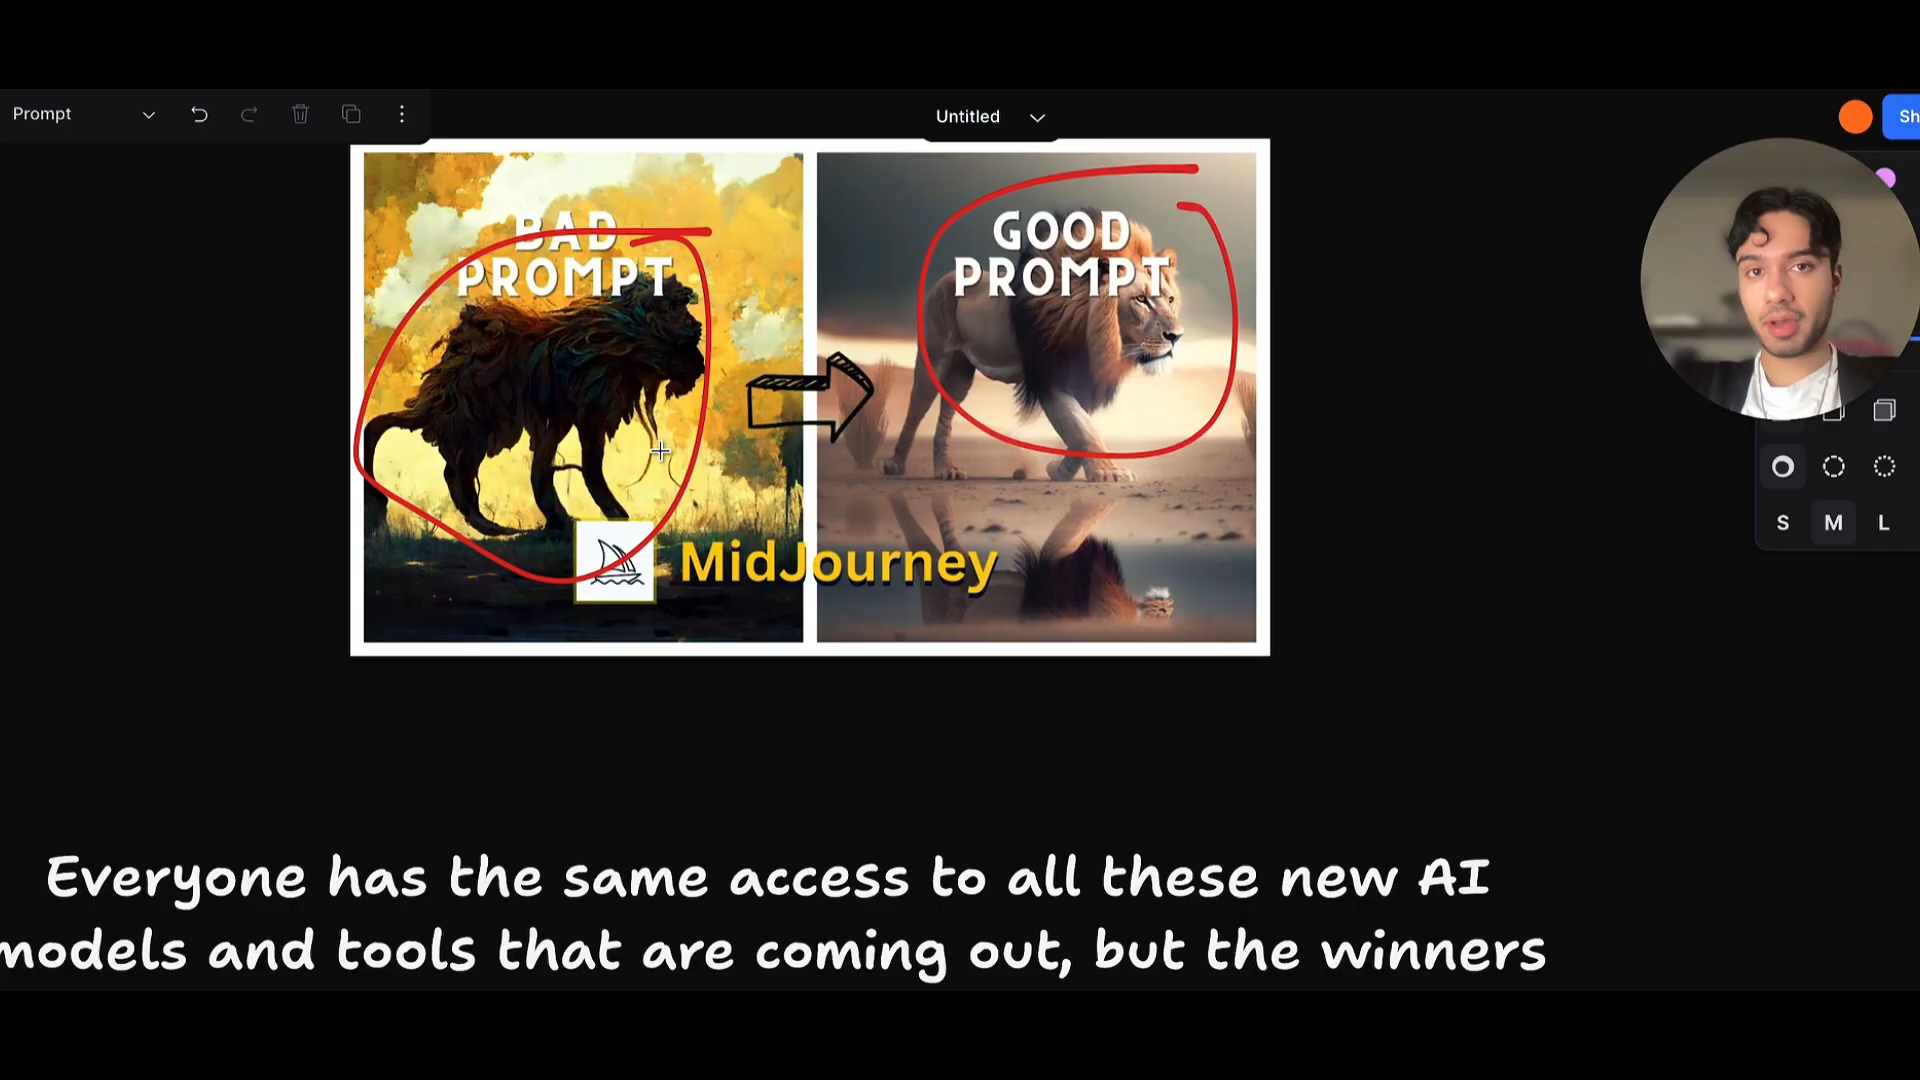 Prompt
Untitled
Sh
BAD
PROMPT
GOOD
PROMPT
MidJourney
S M L
Everyone has the same access to all these new AI
models and tools that are coming out, but the winners